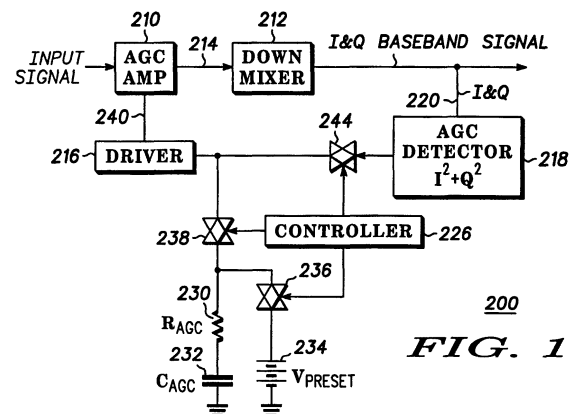 210
212
INPUT SIGNAL
AGC AMP
214
DOWN MIXER
I&Q BASEBAND SIGNAL
240
244
220
I&Q
216
DRIVER
AGC DETECTOR I²+Q²
218
238
CONTROLLER
226
236
230
R_AGC
232
C_AGC
234
V_PRESET
200
FIG. 1